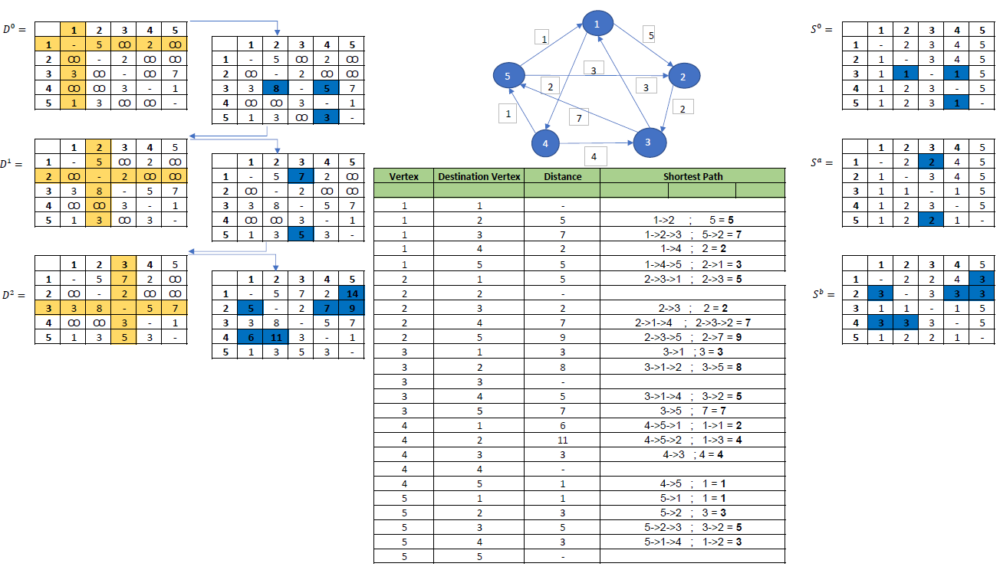 D⁰ =
1 2 3 4 5
1 - 5 ꝏ 2 ꝏ
2 ꝏ - 2 ꝏ ꝏ
3 3 ꝏ - ꝏ 7
4 ꝏ ꝏ 3 - 1
5 1 3 ꝏ ꝏ -
1 2 3 4 5
1 - 5 ꝏ 2 ꝏ
2 ꝏ - 2 ꝏ ꝏ
3 3 8 - 5 7
4 ꝏ ꝏ 3 - 1
5 1 3 ꝏ 3 -
D¹ =
1 2 3 4 5
1 - 5 ꝏ 2 ꝏ
2 ꝏ - 2 ꝏ ꝏ
3 3 8 - 5 7
4 ꝏ ꝏ 3 - 1
5 1 3 ꝏ 3 -
1 2 3 4 5
1 - 5 7 2 ꝏ
2 ꝏ - 2 ꝏ ꝏ
3 3 8 - 5 7
4 ꝏ ꝏ 3 - 1
5 1 3 5 3 -
D² =
1 2 3 4 5
1 - 5 7 2 ꝏ
2 ꝏ - 2 ꝏ ꝏ
3 3 8 - 5 7
4 ꝏ ꝏ 3 - 1
5 1 3 5 3 -
1 2 3 4 5
1 - 5 7 2 14
2 5 - 2 7 9
3 3 8 - 5 7
4 6 11 3 - 1
5 1 3 5 3 -
1
1
5
5
3
2
2
3
1
7
2
4
3
4
Vertex Destination Vertex Distance Shortest Path
1 1 -
1 2 5 1->2 ; 5 = 5
1 3 7 1->2->3 ; 5->2 = 7
1 4 2 1->4 ; 2 = 2
1 5 5 1->4->5 ; 2->1 = 3
2 1 5 2->3->1 ; 2->3 = 5
2 2 -
2 3 2 2->3 ; 2 = 2
2 4 7 2->1->4 ; 2->3->2 = 7
2 5 9 2->3->5 ; 2->7 = 9
3 1 3 3->1 ; 3 = 3
3 2 8 3->1->2 ; 3->5 = 8
3 3 -
3 4 5 3->1->4 ; 3->2 = 5
3 5 7 3->5 ; 7 = 7
4 1 6 4->5->1 ; 1->1 = 2
4 2 11 4->5->2 ; 1->3 = 4
4 3 3 4->3 ; 4 = 4
4 4 -
4 5 1 4->5 ; 1 = 1
5 1 1 5->1 ; 1 = 1
5 2 3 5->2 ; 3 = 3
5 3 5 5->2->3 ; 3->2 = 5
5 4 3 5->1->4 ; 1->2 = 3
5 5 -
S⁰ =
1 2 3 4 5
1 - 2 3 4 5
2 1 - 3 4 5
3 1 1 - 1 5
4 1 2 3 - 5
5 1 2 3 1 -
Sᵃ =
1 2 3 4 5
1 - 2 2 4 5
2 1 - 3 4 5
3 1 1 - 1 5
4 1 2 3 - 5
5 1 2 2 1 -
Sᵇ =
1 2 3 4 5
1 - 2 2 4 3
2 3 - 3 3 3
3 1 1 - 1 5
4 3 3 3 - 5
5 1 2 2 1 -